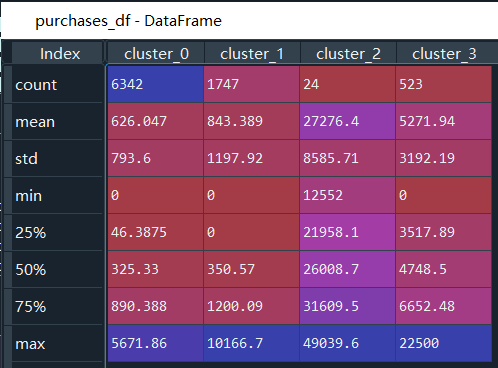 purchases_df - DataFrame
Index cluster_0 cluster_1 cluster_2 cluster_3
count 6342 1747 24 523
mean 626.047 843.389 27276.4 5271.94
std 793.6 1197.92 8585.71 3192.19
min 0 0 12552 0
25% 46.3875 0 21958.1 3517.89
50% 325.33 350.57 26008.7 4748.5
75% 890.388 1200.09 31609.5 6652.48
max 5671.86 10166.7 49039.6 22500